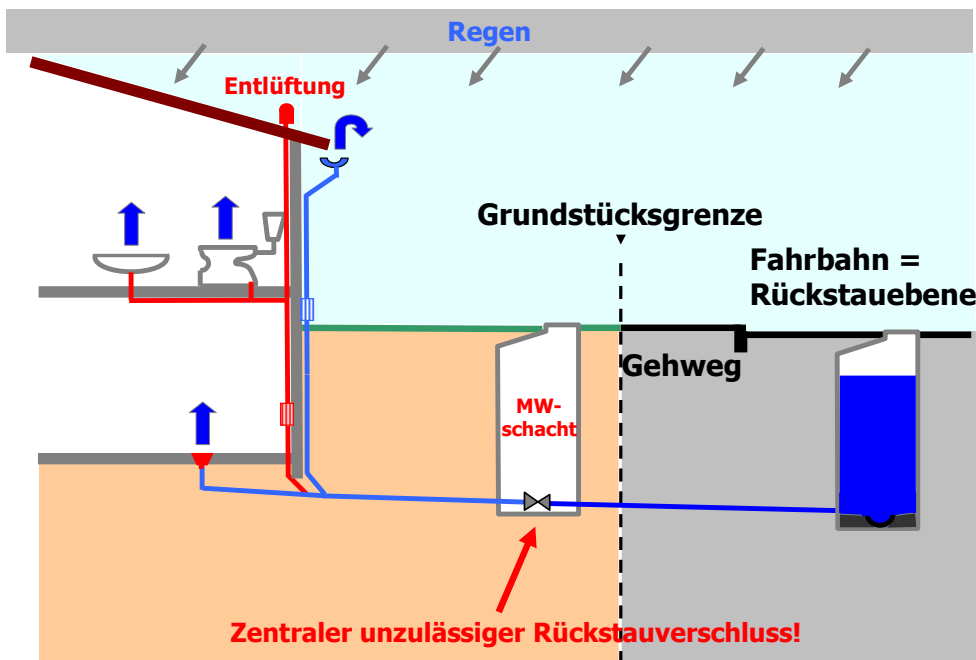 Regen
Entlüftung
Grundstücksgrenze
Fahrbahn =
Rückstauebene
Gehweg
MW-
schacht
Zentraler unzulässiger Rückstauverschluss!